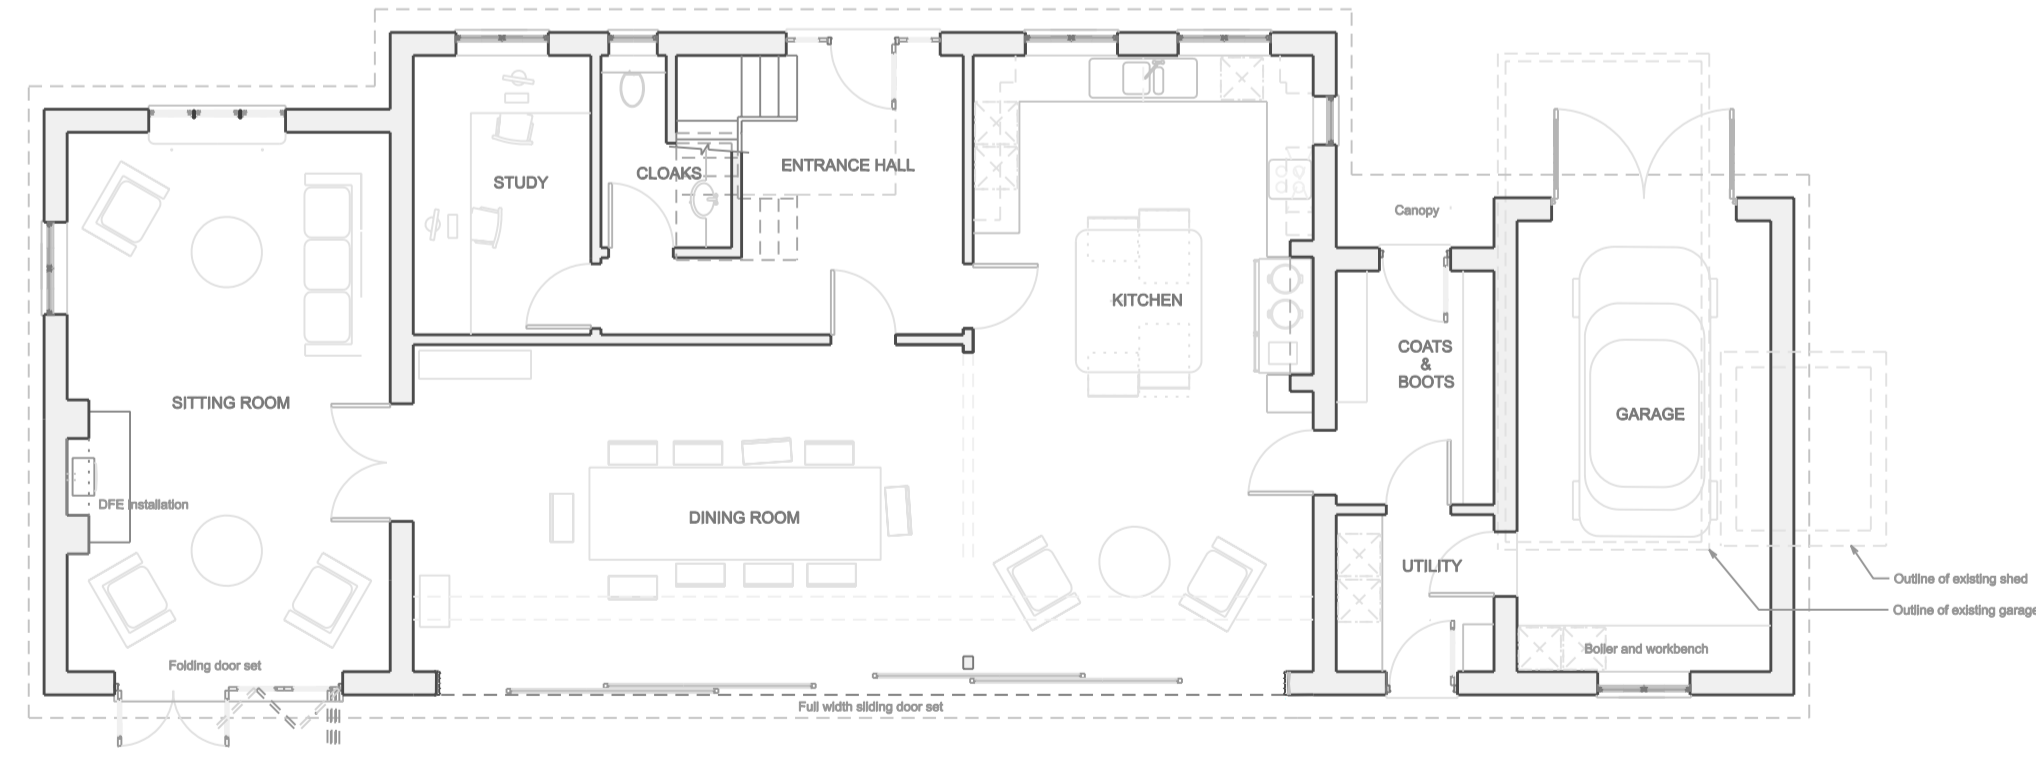 STUDY
CLOAKS
ENTRANCE HALL
Canopy
KITCHEN
COATS
&
BOOTS
SITTING ROOM
GARAGE
DFE Installation
DINING ROOM
UTILITY
Outline of existing shed
Outline of existing garage
Boiler and workbench
Folding door set
Full width sliding door set